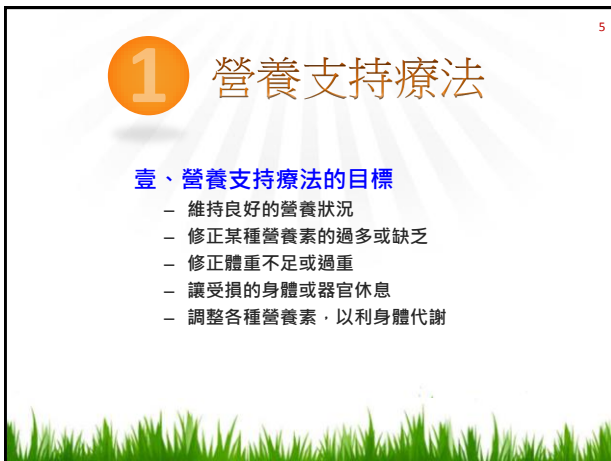 5
1 營養支持療法
壹、營養支持療法的目標
– 維持良好的營養狀況
– 修正某種營養素的過多或缺乏
– 修正體重不足或過重
– 讓受損的身體或器官休息
– 調整各種營養素，以利身體代謝